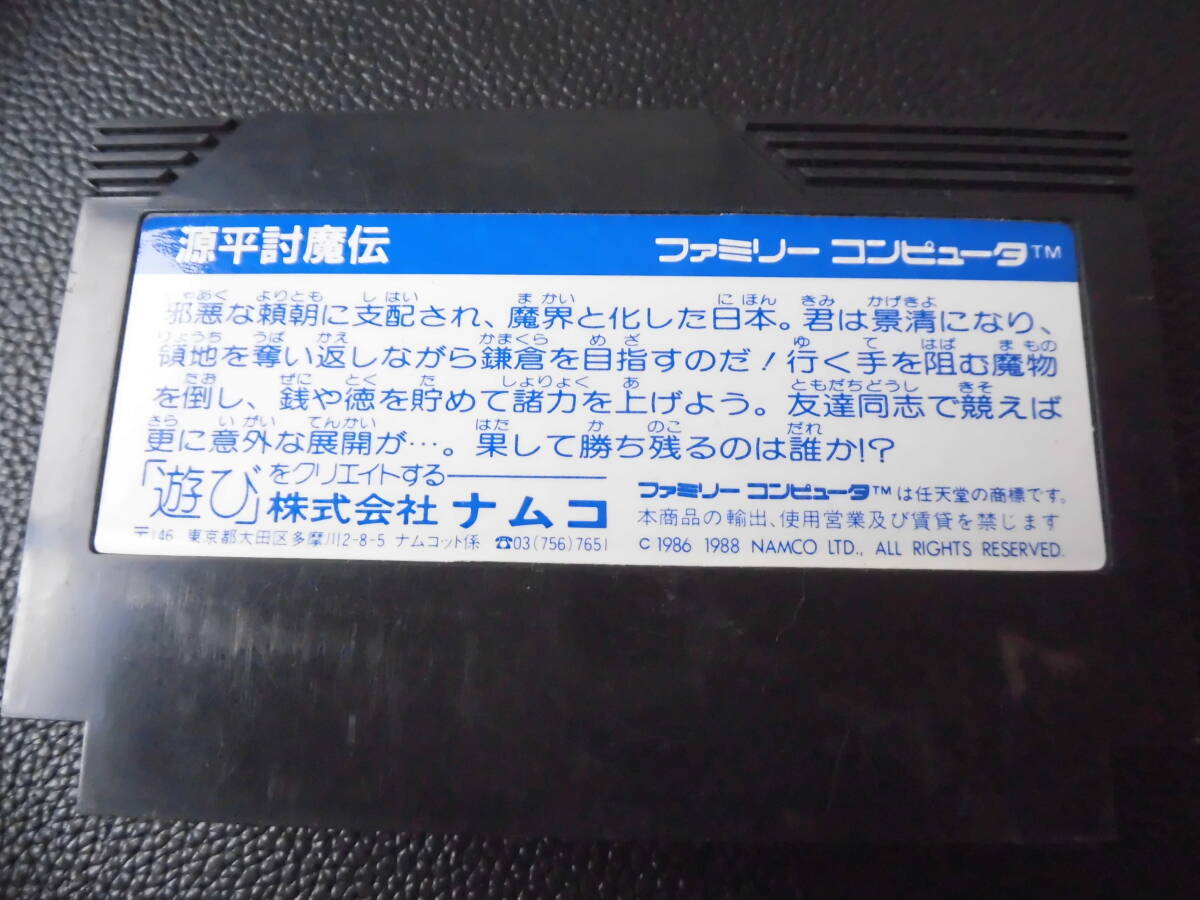 源平討魔伝 ファミリー コンピュータ™
邪悪な頼朝に支配され、魔界と化した日本。君は景清になり、
領地を奪い返しながら鎌倉を目指すのだ!行く手を阻む魔物
を倒し、銭や徳を貯めて諸力を上げよう。友達同志で競えば
更に意外な展開が…。果して勝ち残るのは誰か!?
「遊び」をクリエイトする
株式会社 ナムコ
〒146 東京都大田区多摩川2-8-5 ナムコット係 ☎03(756)7651
ファミリー コンピュータ™は任天堂の商標です。
本商品の輸出、使用営業及び賃貸を禁じます
© 1986 1988 NAMCO LTD., ALL RIGHTS RESERVED.